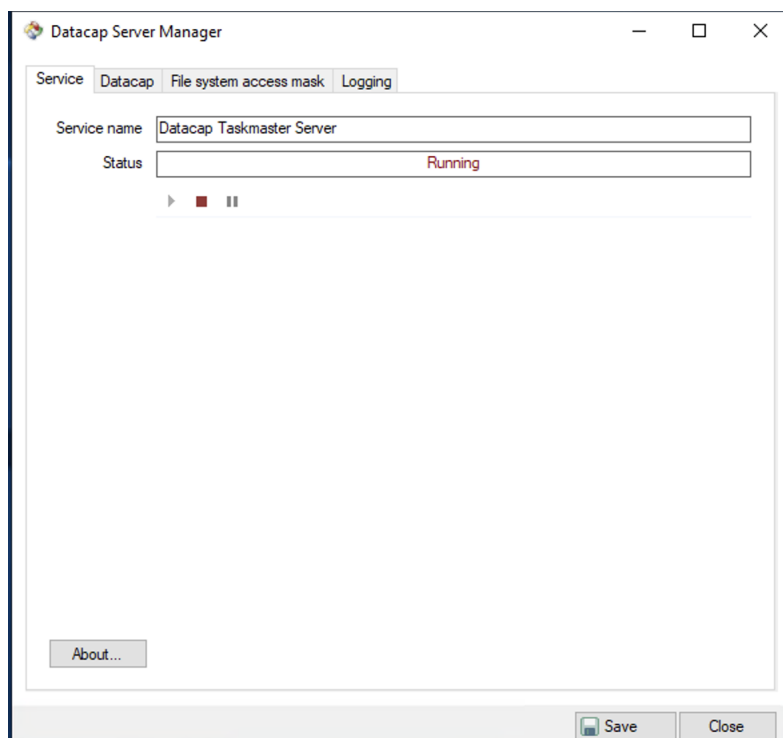 Datacap Server Manager
Service Datacap File system access mask Logging
Service name Datacap Taskmaster Server
Status Running
About...
Save Close